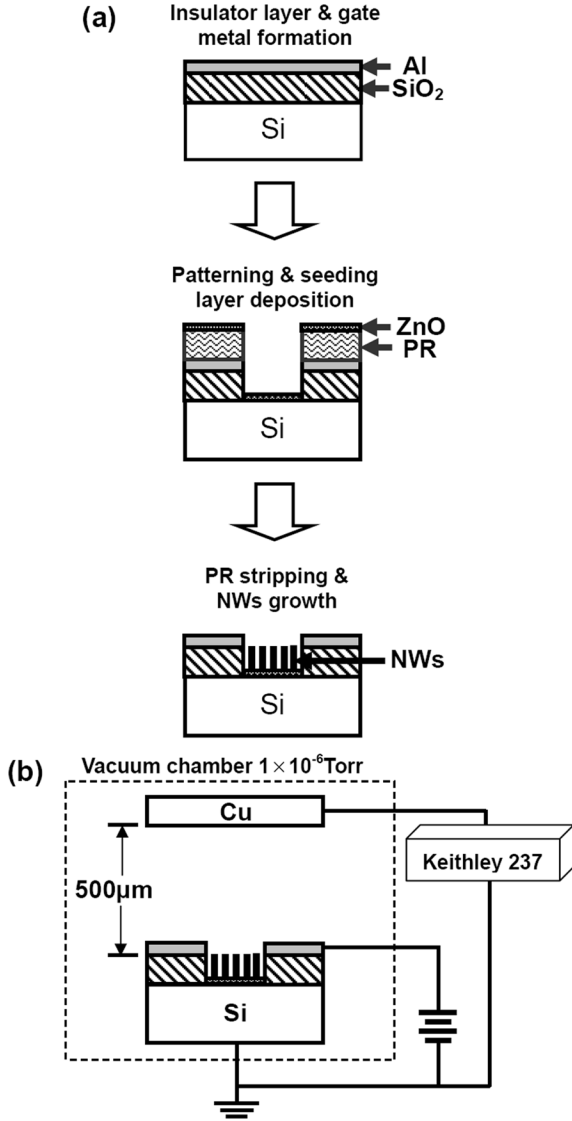 (a)
Insulator layer & gate
metal formation
Al
SiO₂
Si
Patterning & seeding
layer deposition
ZnO
PR
Si
PR stripping &
NWs growth
NWs
Si
(b)
Vacuum chamber 1×10⁻⁶Torr
Cu
Keithley 237
500μm
Si